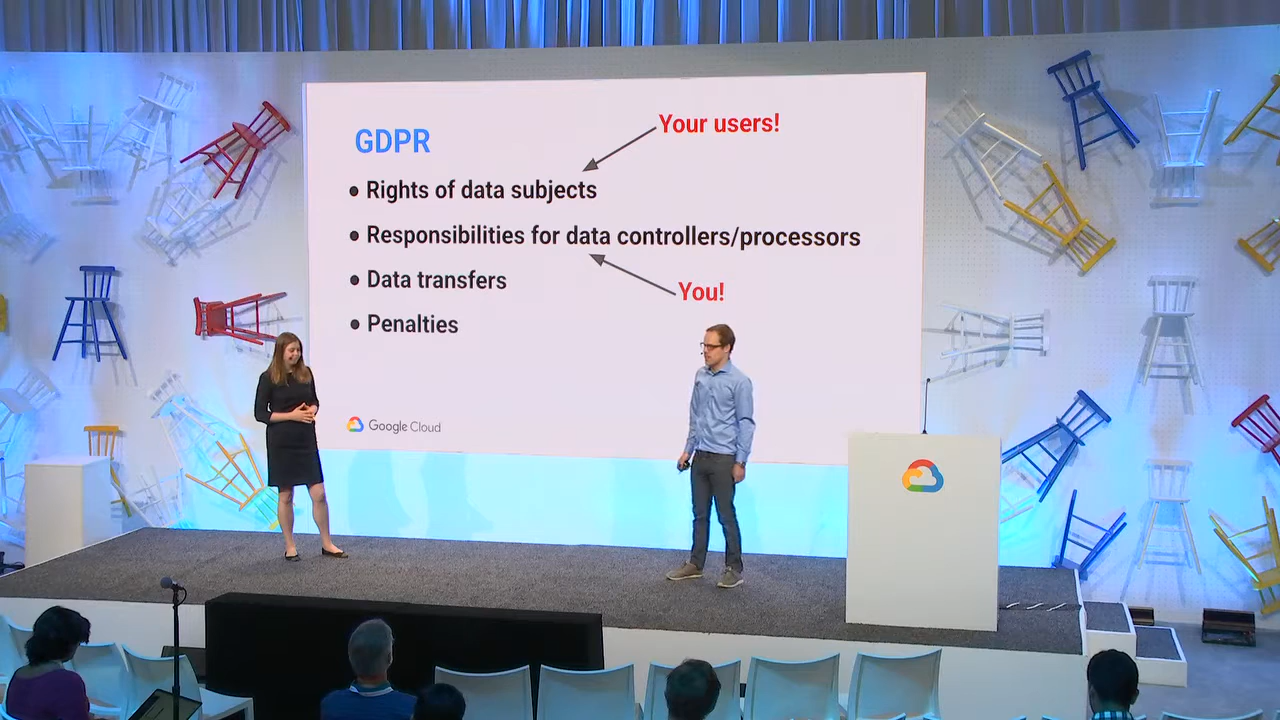 GDPR
Your users!
• Rights of data subjects
• Responsibilities for data controllers/processors
• Data transfers
You!
• Penalties
Google Cloud